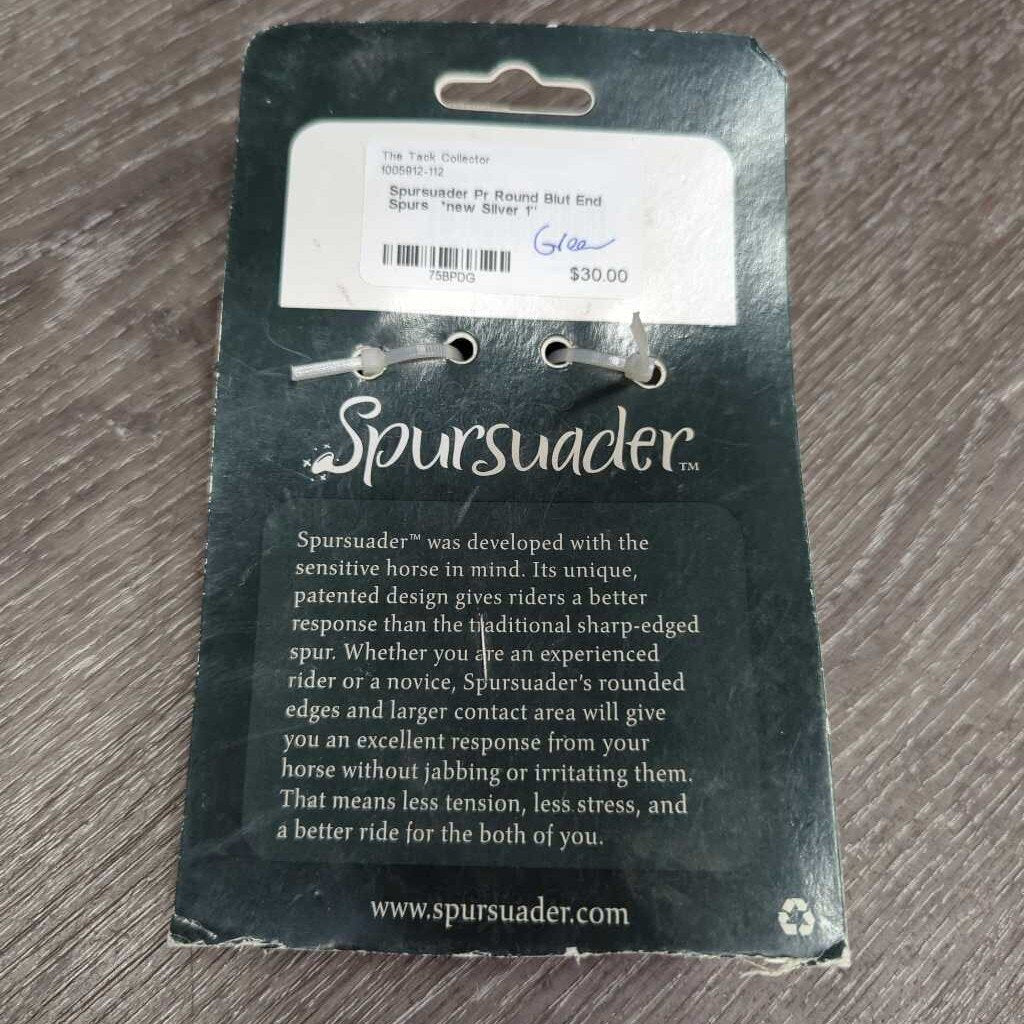 The Tack Collector
1005912-112
Spursuader Pr Round Blut End
Spurs *new Silver 1"
Green
75BPDG
$30.00
Spursuader™
Spursuader™ was developed with the
sensitive horse in mind. Its unique,
patented design gives riders a better
response than the traditional sharp-edged
spur. Whether you are an experienced
rider or a novice, Spursuader's rounded
edges and larger contact area will give
you an excellent response from your
horse without jabbing or irritating them.
That means less tension, less stress, and
a better ride for the both of you.
www.spursuader.com